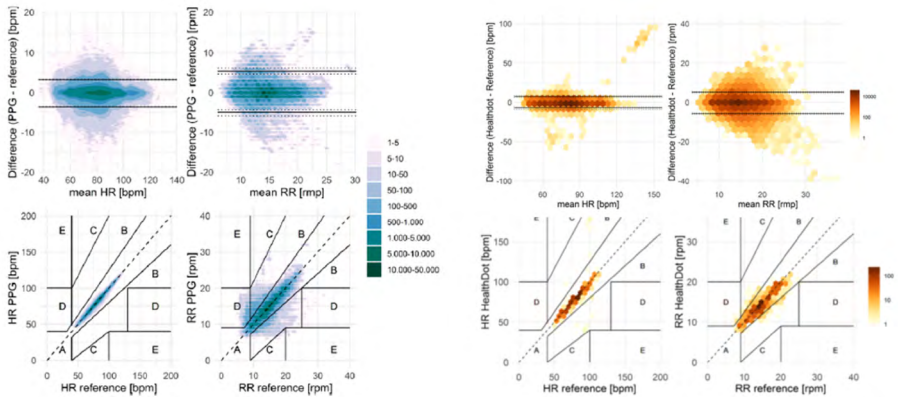 Difference (PPG - reference) [bpm]
20
10
0
-10
-20
40 60 80 100 120 140
mean HR [bpm]
Difference (PPG - reference) [rpm]
20
10
0
-10
-20
0 10 20 30
mean RR [rmp]
1-5
5-10
10-50
50-100
100-500
500-1.000
1.000-5.000
5.000-10.000
10.000-50.000
Difference (Healthdot - Reference) [bpm]
100
50
0
-50
-100
60 90 120 150
mean HR [bpm]
Difference (Healthdot - Reference) [rpm]
40
20
0
-20
-40
10 20 30
mean RR [rmp]
10000
100
1
HR PPG [bpm]
200
150
100
50
0
E C B
D B
D
A C E
0 50 100 150 200
HR reference [bpm]
RR PPG [rpm]
40
30
20
10
0
E C B
D B
D
A C E
0 10 20 30 40
RR reference [rpm]
HR HealthDot [bpm]
150
100
50
0
E C B
D B
D
A C E
0 50 100 150 200
HR reference [bpm]
RR HealthDot [rpm]
30
20
10
0
E C B
D B
D
A C E
0 10 20 30 40
RR reference [rpm]
100
10
1